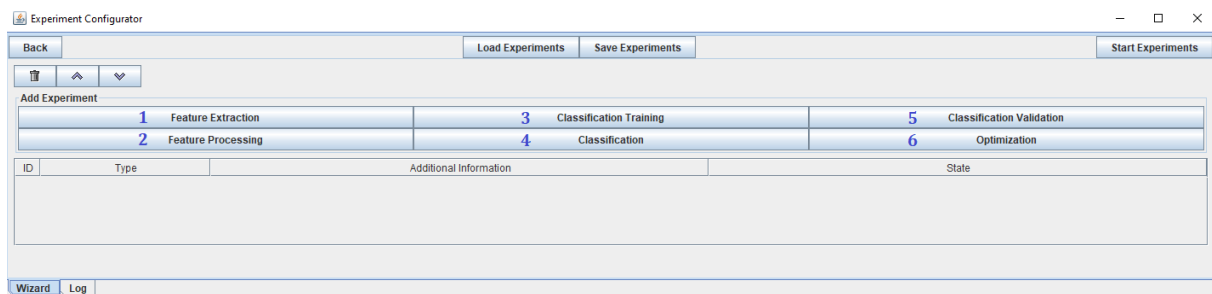 Experiment Configurator
Back Load Experiments Save Experiments Start Experiments
Add Experiment
1 Feature Extraction 3 Classification Training 5 Classification Validation
2 Feature Processing 4 Classification 6 Optimization
ID Type Additional Information State
Wizard Log